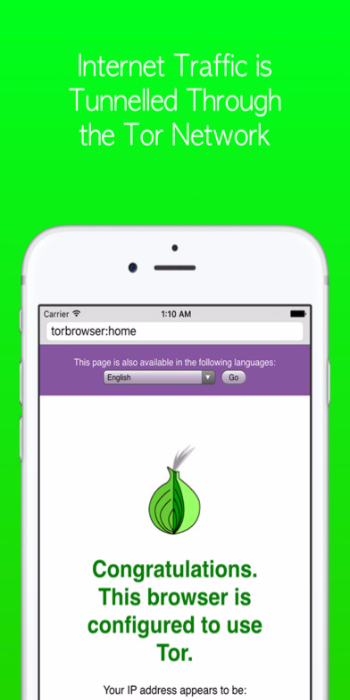 Internet Traffic is
Tunnelled Through
the Tor Network
Carrier 1:10 AM
torbrowser:home
This page is also available in the following languages:
English Go
Congratulations.
This browser is
configured to use
Tor.
Your IP address appears to be: